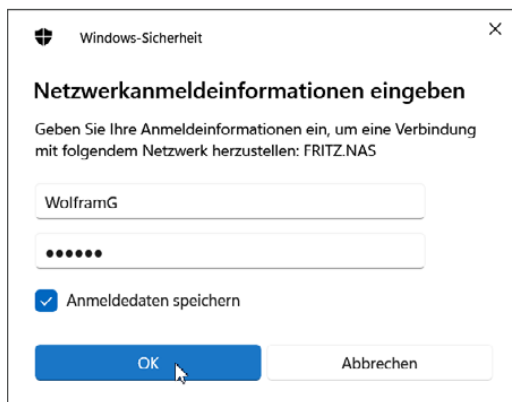 Windows-Sicherheit
Netzwerkanmeldeinformationen eingeben
Geben Sie Ihre Anmeldeinformationen ein, um eine Verbindung
mit folgendem Netzwerk herzustellen: FRITZ.NAS
WolframG
••••••
Anmeldedaten speichern
OK
Abbrechen